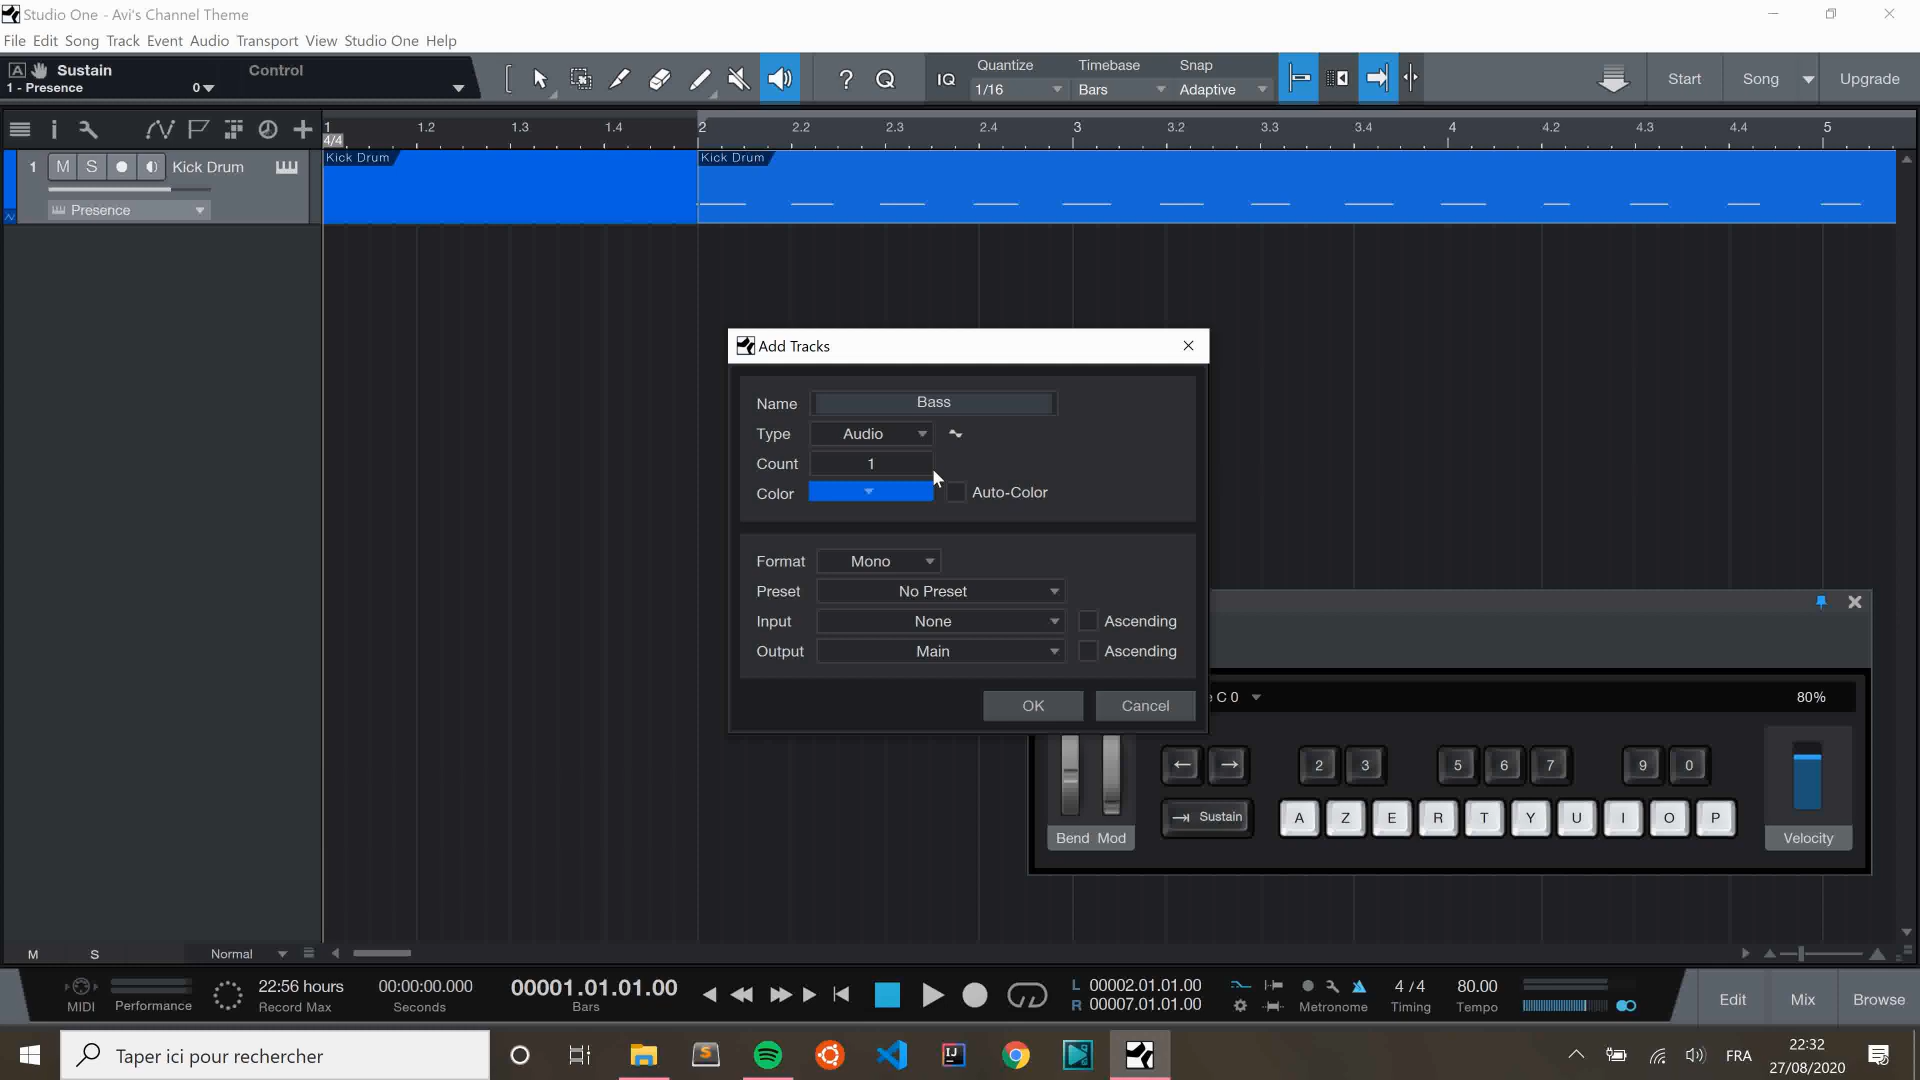 Studio One - Avi's Channel Theme
File Edit Song Track Event Audio Transport View Studio One Help
A Sustain
1 - Presence
0
Control
IQ
Quantize
1/16
Timebase
Bars
Snap
Adaptive
Start
Song
Upgrade
1 1.2 1.3 1.4 2 2.2 2.3 2.4 3 3.2 3.3 3.4 4 4.2 4.3 4.4 5
4/4
1 M S Kick Drum
Presence
Kick Drum
Kick Drum
Add Tracks
Name Bass
Type Audio
Count 1
Color Auto-Color
Format Mono
Preset No Preset
Input None Ascending
Output Main Ascending
OK Cancel
C 0
80%
2 3 5 6 7 9 0
Sustain A Z E R T Y U I O P
Bend Mod
Velocity
M S Normal
MIDI
Performance
22:56 hours
Record Max
00:00:00.000
Seconds
00001.01.01.00
Bars
L 00002.01.01.00
R 00007.01.01.00
Metronome
4 / 4
Timing
80.00
Tempo
Edit
Mix
Browse
Taper ici pour rechercher
FRA
22:32
27/08/2020